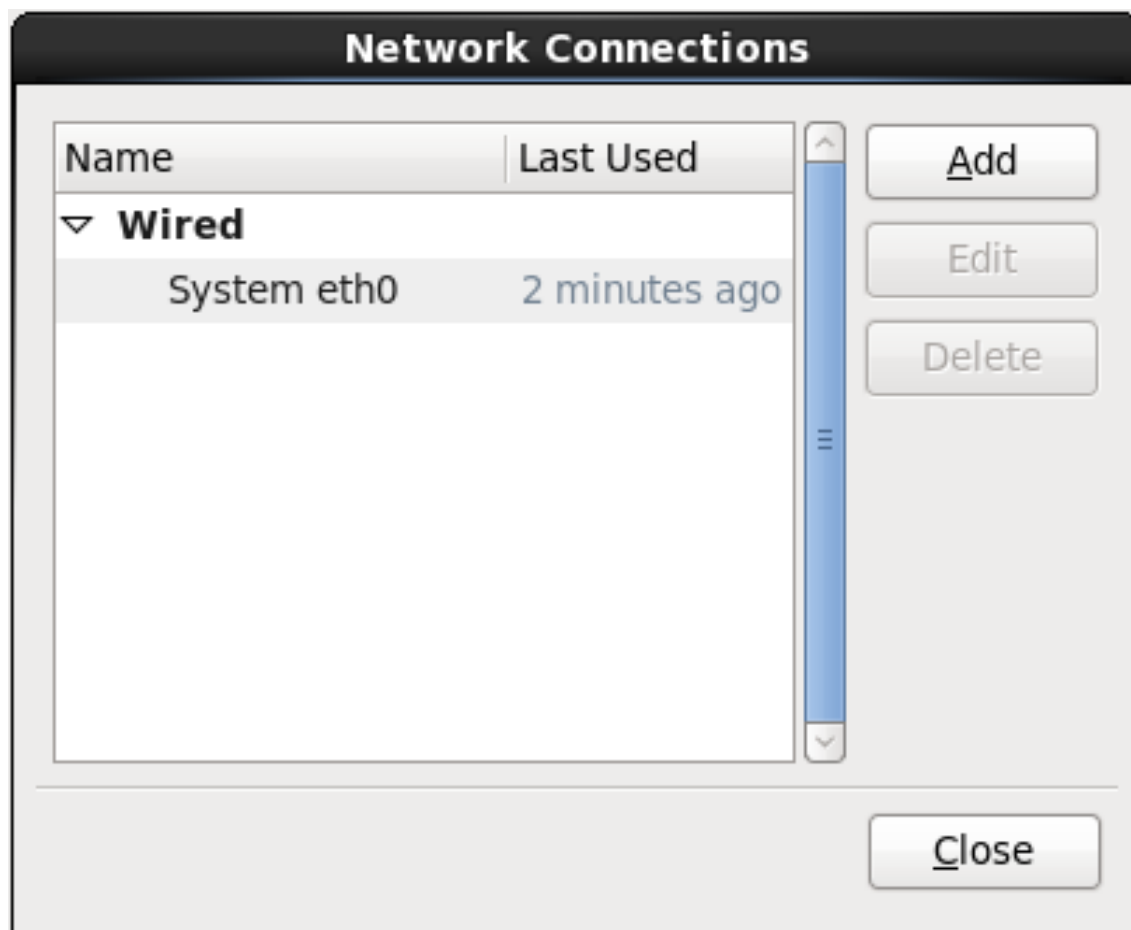 Network Connections
Name Last Used
Wired
System eth0 2 minutes ago
Add
Edit
Delete
Close